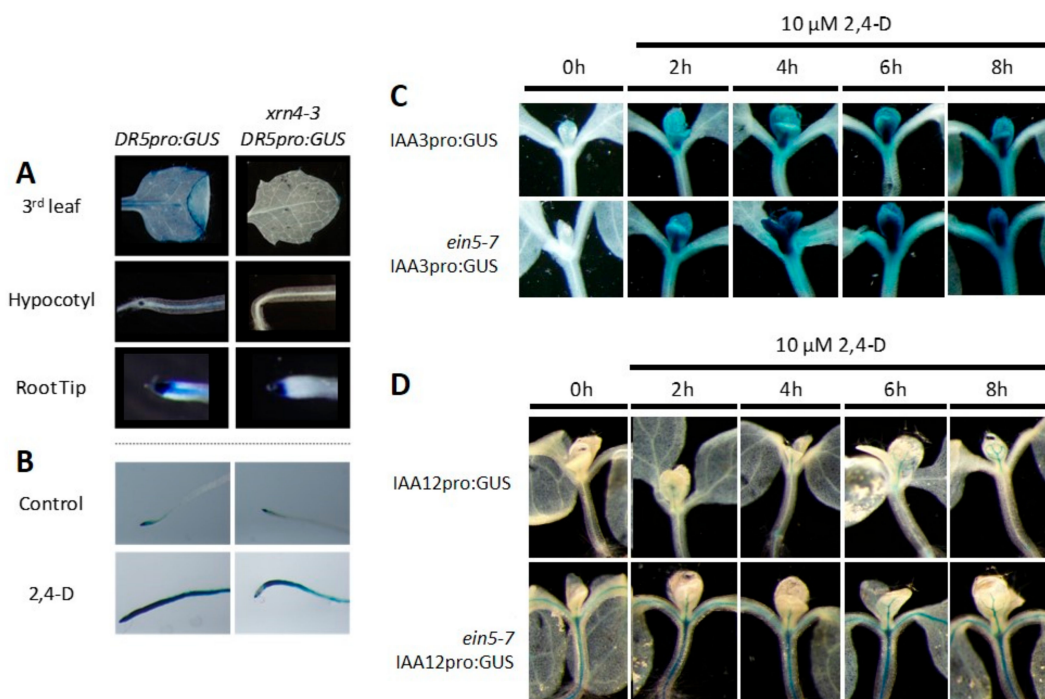 A
DR5pro:GUS
xrn4-3
DR5pro:GUS
3rd leaf
Hypocotyl
Root Tip
B
Control
2,4-D
C
10 µM 2,4-D
0h 2h 4h 6h 8h
IAA3pro:GUS
ein5-7
IAA3pro:GUS
D
10 µM 2,4-D
0h 2h 4h 6h 8h
IAA12pro:GUS
ein5-7
IAA12pro:GUS